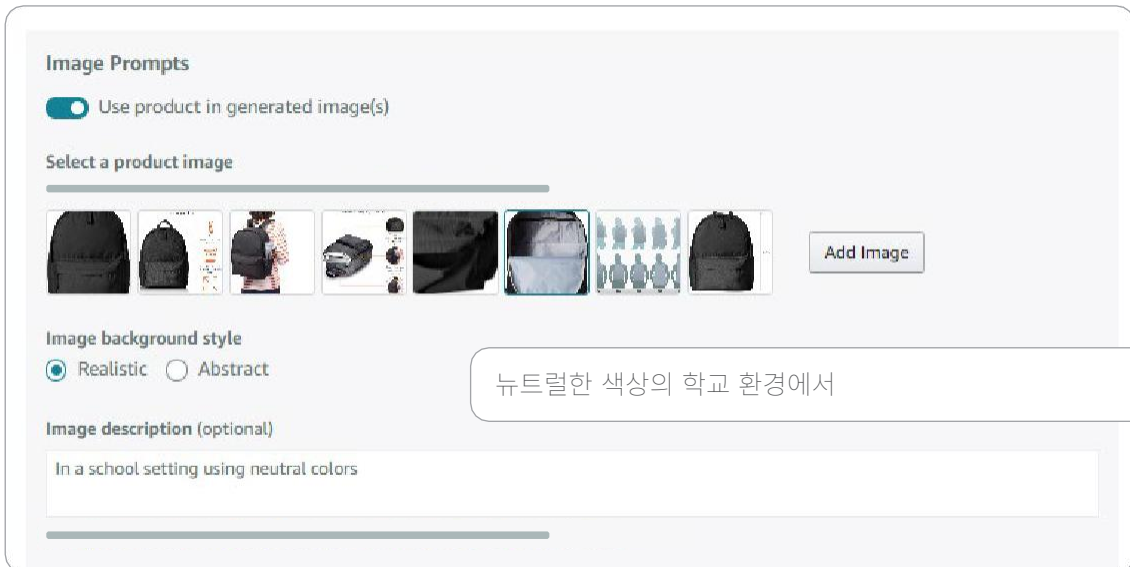 Image Prompts
Use product in generated image(s)
Select a product image
Add Image
Image background style
Realistic Abstract
뉴트럴한 색상의 학교 환경에서
Image description (optional)
In a school setting using neutral colors